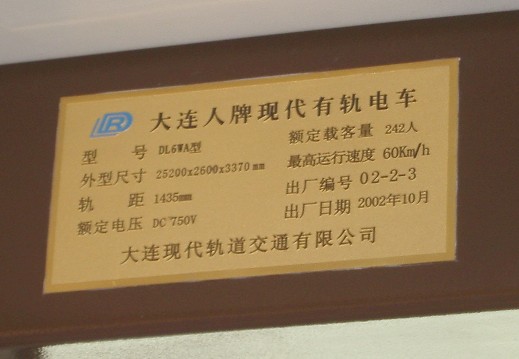 大连人牌现代有轨电车
型 号 DL6WA型
外型尺寸 25200x2600x3370mm
轨 距 1435mm
额定电压 DC 750V
额定载客量 242人
最高运行速度 60Km/h
出厂编号 02-2-3
出厂日期 2002年10月
大连现代轨道交通有限公司